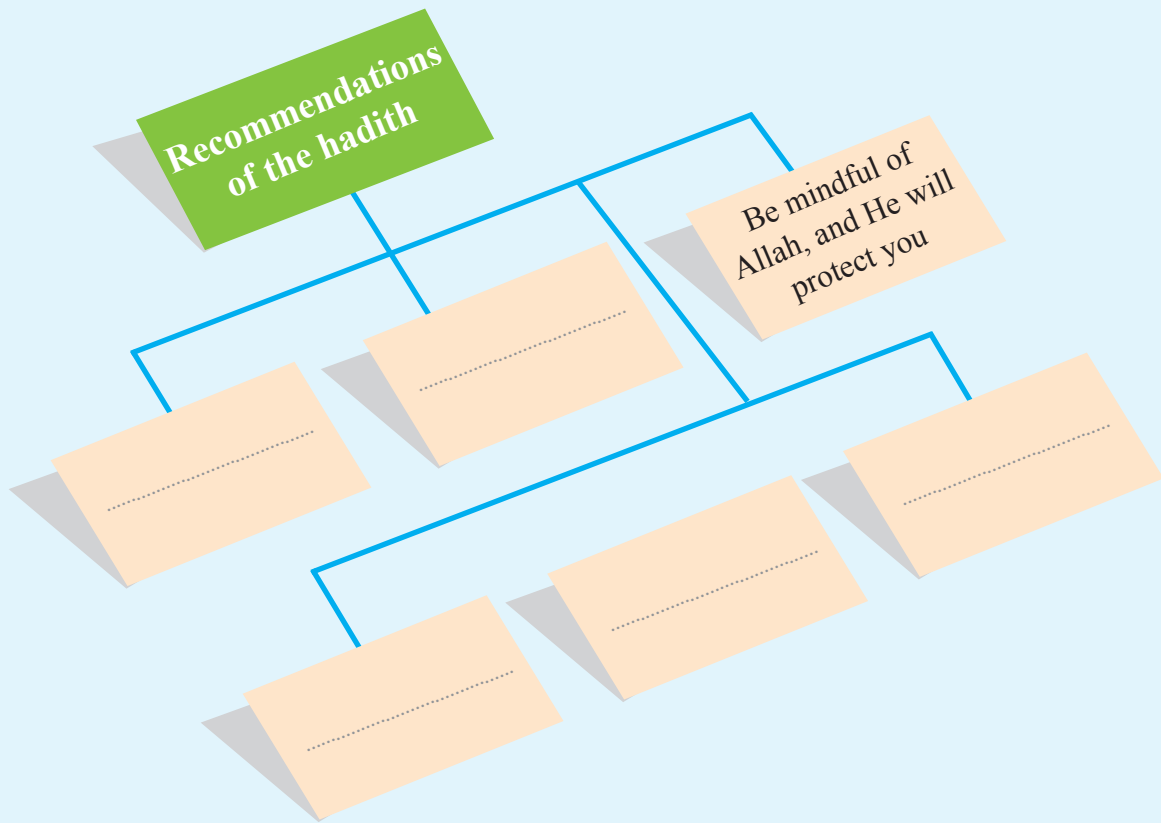 Recommendations
of the hadith
Be mindful of
Allah, and He will
protect you